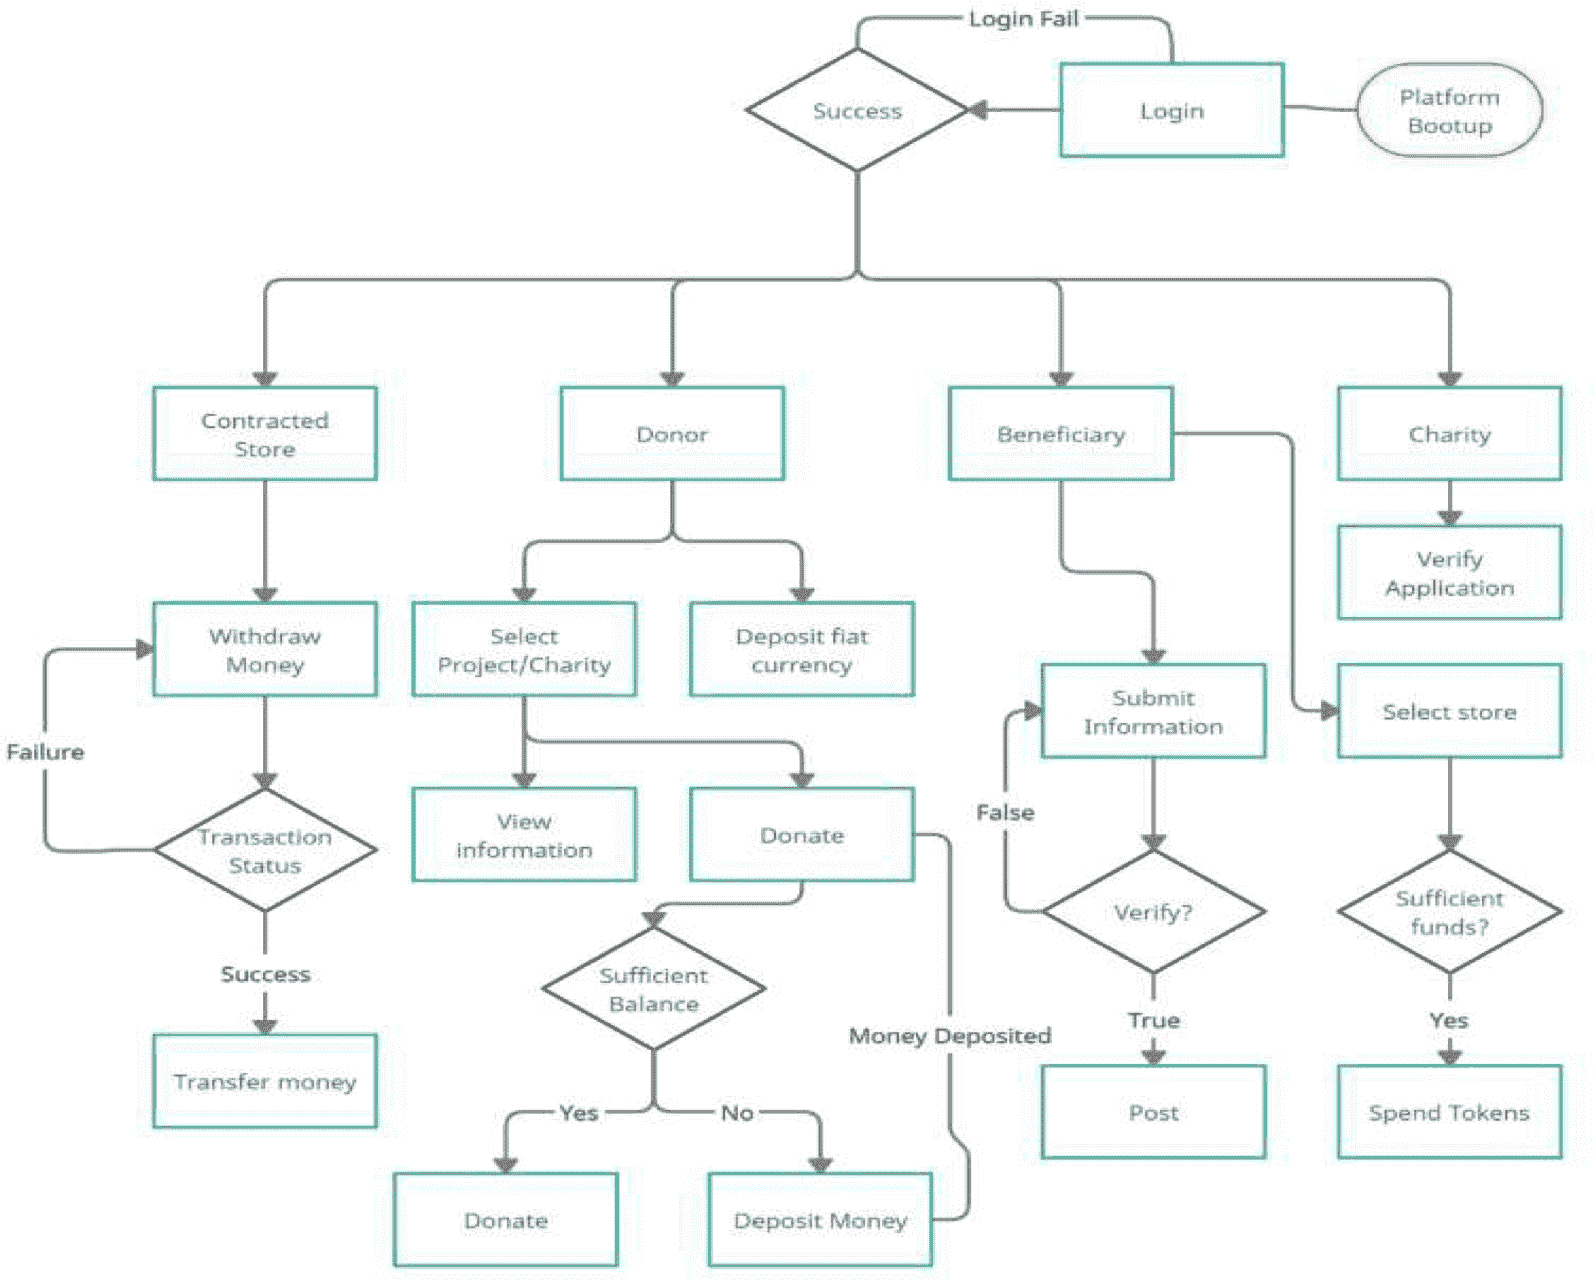 Login Fail
Success
Login
Platform
Bootup
Contracted
Store
Donor
Beneficiary
Charity
Verify
Application
Withdraw
Money
Select
Project/Charity
Deposit fiat
currency
Submit
Information
Select store
Failure
Transaction
Status
View
information
Donate
False
Verify?
Sufficient
funds?
Success
Sufficient
Balance
Money Deposited
True
Yes
Transfer money
Yes
No
Post
Spend Tokens
Donate
Deposit Money